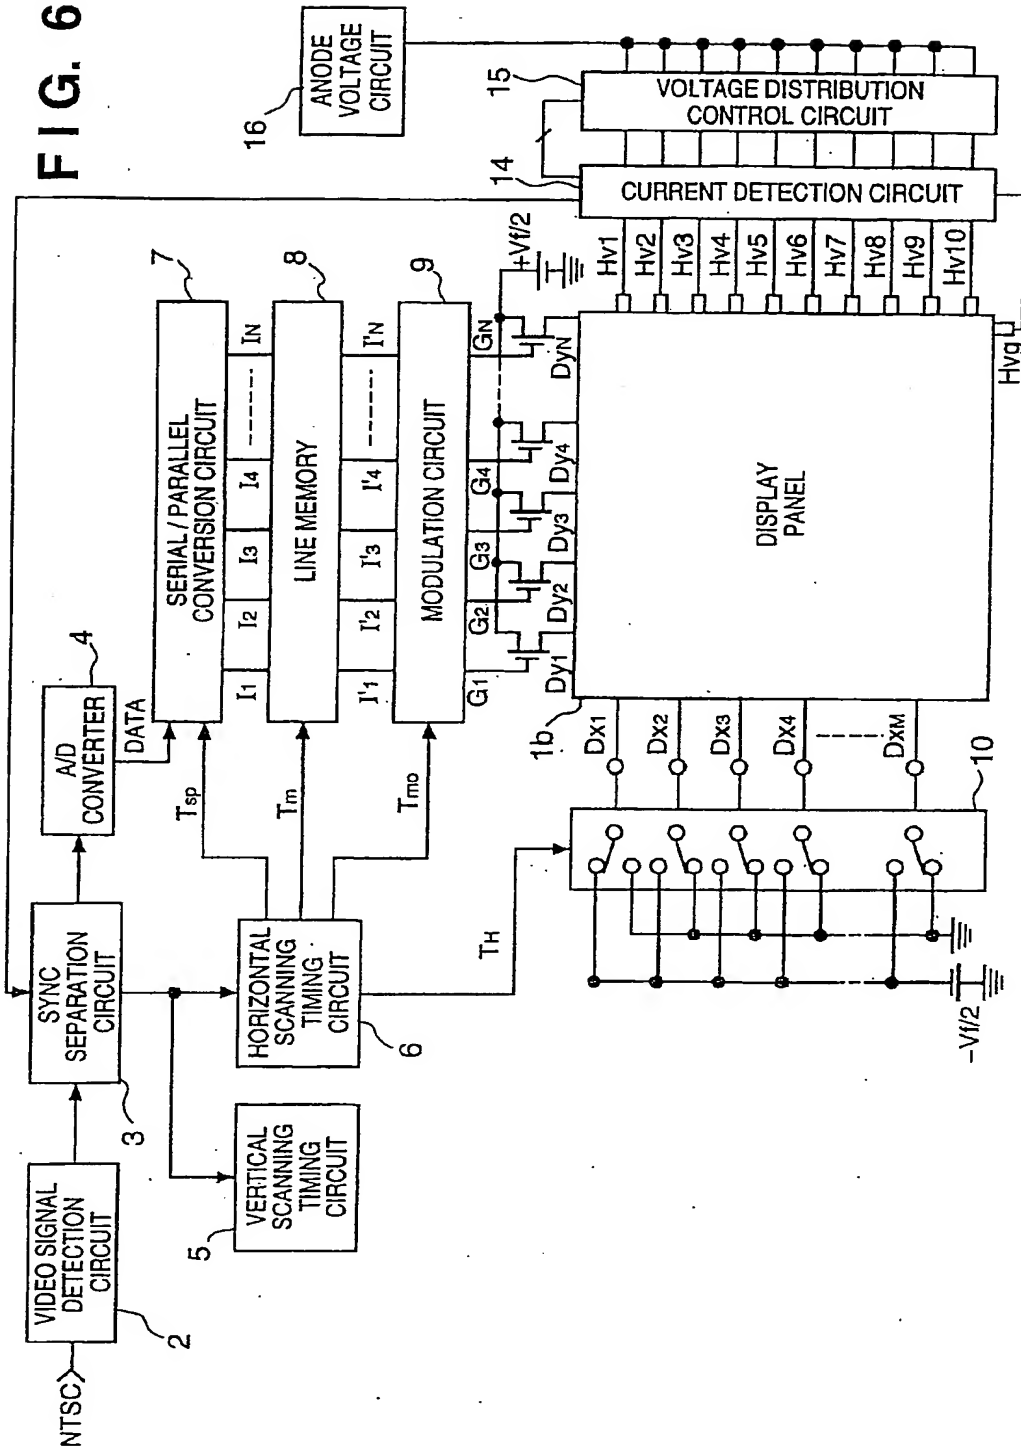 FIG. 6
NTSC
VIDEO SIGNAL
DETECTION
CIRCUIT
2
SYNC
SEPARATION
CIRCUIT
3
A/D
CONVERTER
4
DATA
VERTICAL
SCANNING
TIMING
CIRCUIT
5
HORIZONTAL
SCANNING
TIMING
CIRCUIT
6
Tsp
Tm
Tmo
TH
SERIAL / PARALLEL
CONVERSION CIRCUIT
7
I1 I2 I3 I4 IN
LINE MEMORY
8
I'1 I'2 I'3 I'4 I'N
MODULATION CIRCUIT
9
G1 G2 G3 G4 GN
+Vf/2
Dy1 Dy2 Dy3 Dy4 DyN
1b
DISPLAY
PANEL
Dx1
Dx2
Dx3
Dx4
DxM
10
-Vf/2
Hv1
Hv2
Hv3
Hv4
Hv5
Hv6
Hv7
Hv8
Hv9
Hv10
Hvg
CURRENT DETECTION CIRCUIT
14
VOLTAGE DISTRIBUTION
CONTROL CIRCUIT
15
ANODE
VOLTAGE
CIRCUIT
16